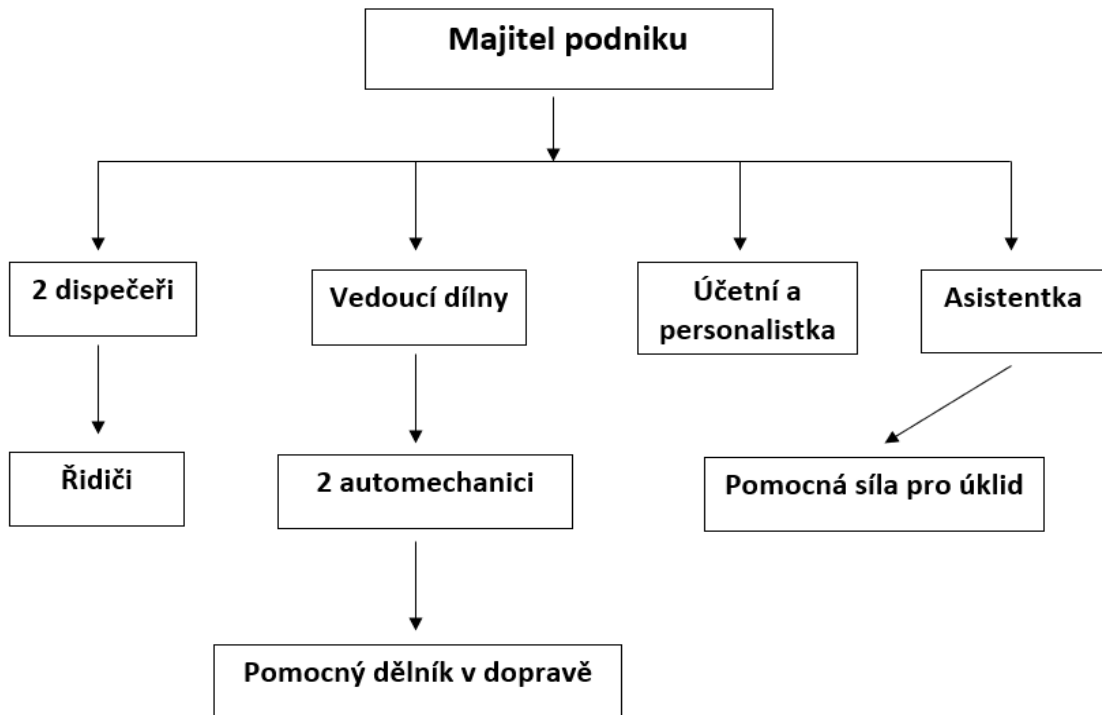 Majitel podniku
2 dispečeři
Vedoucí dílny
Účetní a
personalistka
Asistentka
Řidiči
2 automechanici
Pomocná síla pro úklid
Pomocný dělník v dopravě